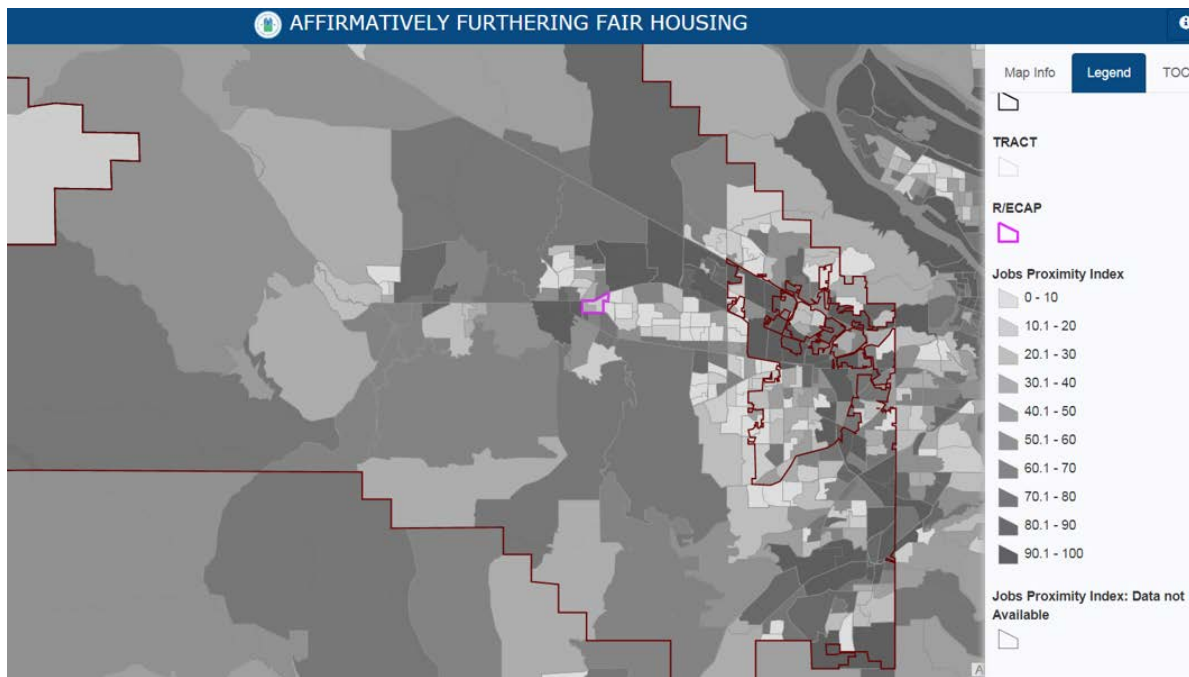 AFFIRMATIVELY FURTHERING FAIR HOUSING
Map Info Legend TOO
TRACT
R/ECAP
Jobs Proximity Index
0 - 10
10.1 - 20
20.1 - 30
30.1 - 40
40.1 - 50
50.1 - 60
60.1 - 70
70.1 - 80
80.1 - 90
90.1 - 100
Jobs Proximity Index: Data not
Available
A